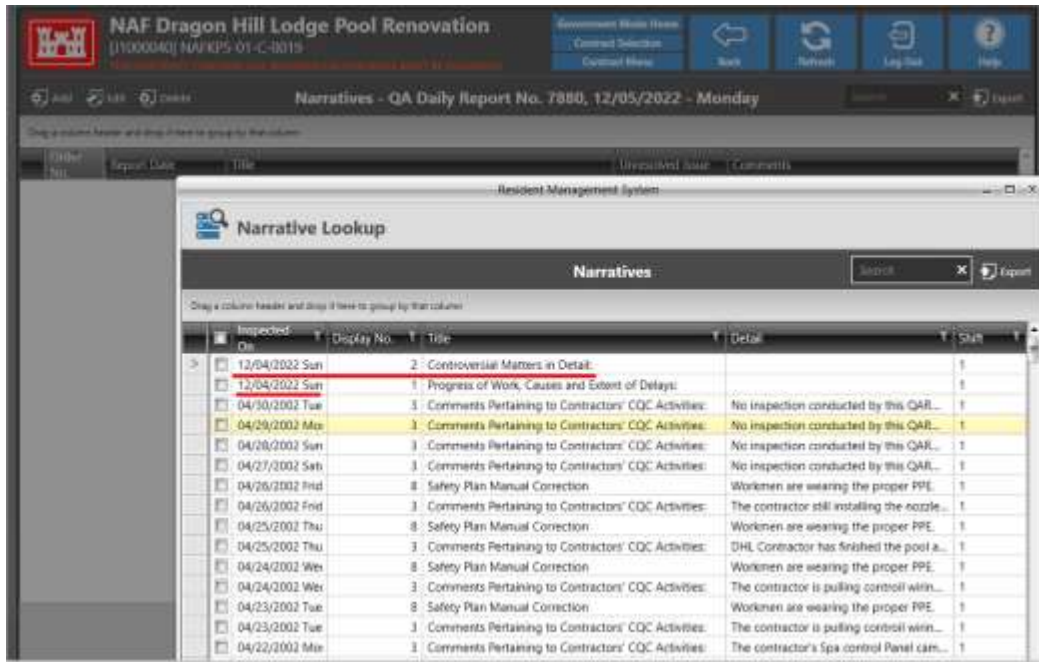 NAF Dragon Hill Lodge Pool Renovation
[J1000040] NAFKP5-01-C-0019
Government Mode Home
Contract Selection
Contract Menu
Back
Refresh
Log Out
Help
Add Edit Delete
Narratives - QA Daily Report No. 7880, 12/05/2022 - Monday
Search
Export
Drag a column header and drop it here to group by that column
Order No. Report Date Title Unresolved Issue Comments
Resident Management System
Narrative Lookup
Narratives
Search
Export
Drag a column header and drop it here to group by that column
Inspected On Display No. Title Detail Shift
12/04/2022 Sun 2 Controversial Matters in Detail: 1
12/04/2022 Sun 1 Progress of Work, Causes and Extent of Delays: 1
04/30/2002 Tue 3 Comments Pertaining to Contractors' CQC Activities: No inspection conducted by this QAR... 1
04/29/2002 Mon 3 Comments Pertaining to Contractors' CQC Activities: No inspection conducted by this QAR... 1
04/28/2002 Sun 3 Comments Pertaining to Contractors' CQC Activities: No inspection conducted by this QAR... 1
04/27/2002 Satu 3 Comments Pertaining to Contractors' CQC Activities: No inspection conducted by this QAR... 1
04/26/2002 Frid 8 Safety Plan Manual Correction Workmen are wearing the proper PPE. 1
04/26/2002 Frid 3 Comments Pertaining to Contractors' CQC Activities: The contractor still installing the nozzle... 1
04/25/2002 Thu 8 Safety Plan Manual Correction Workmen are wearing the proper PPE. 1
04/25/2002 Thu 3 Comments Pertaining to Contractors' CQC Activities: DHL Contractor has finished the pool a... 1
04/24/2002 Wed 8 Safety Plan Manual Correction Workmen are wearing the proper PPE. 1
04/24/2002 Wed 3 Comments Pertaining to Contractors' CQC Activities: The contractor is pulling controll wirin... 1
04/23/2002 Tue 8 Safety Plan Manual Correction Workmen are wearing the proper PPE. 1
04/23/2002 Tue 3 Comments Pertaining to Contractors' CQC Activities: The contractor is putting controll wirin... 1
04/22/2002 Mon 3 Comments Pertaining to Contractors' CQC Activities: The contractor's Spa control Panel cam... 1